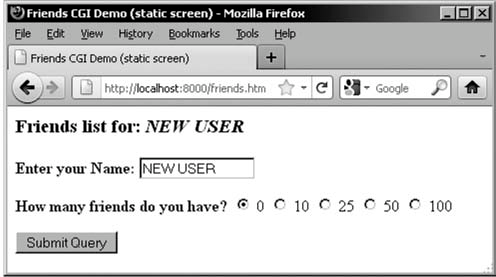 Friends CGI Demo (static screen) - Mozilla Firefox
File Edit View History Bookmarks Tools Help
Friends CGI Demo (static screen)
http://localhost:8000/friends.htm Google
Friends list for: NEW USER
Enter your Name: NEW USER
How many friends do you have? 0 10 25 50 100
Submit Query